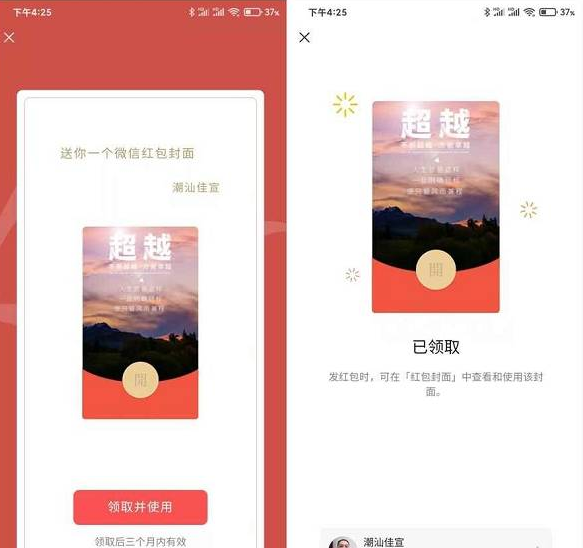 下午4:25
37%
送你一个微信红包封面
潮汕佳宣
超越
開
领取并使用
领取后三个月内有效
下午4:25
37%
超越
開
已领取
发红包时，可在「红包封面」中查看和使用该封
面。
潮汕佳宣